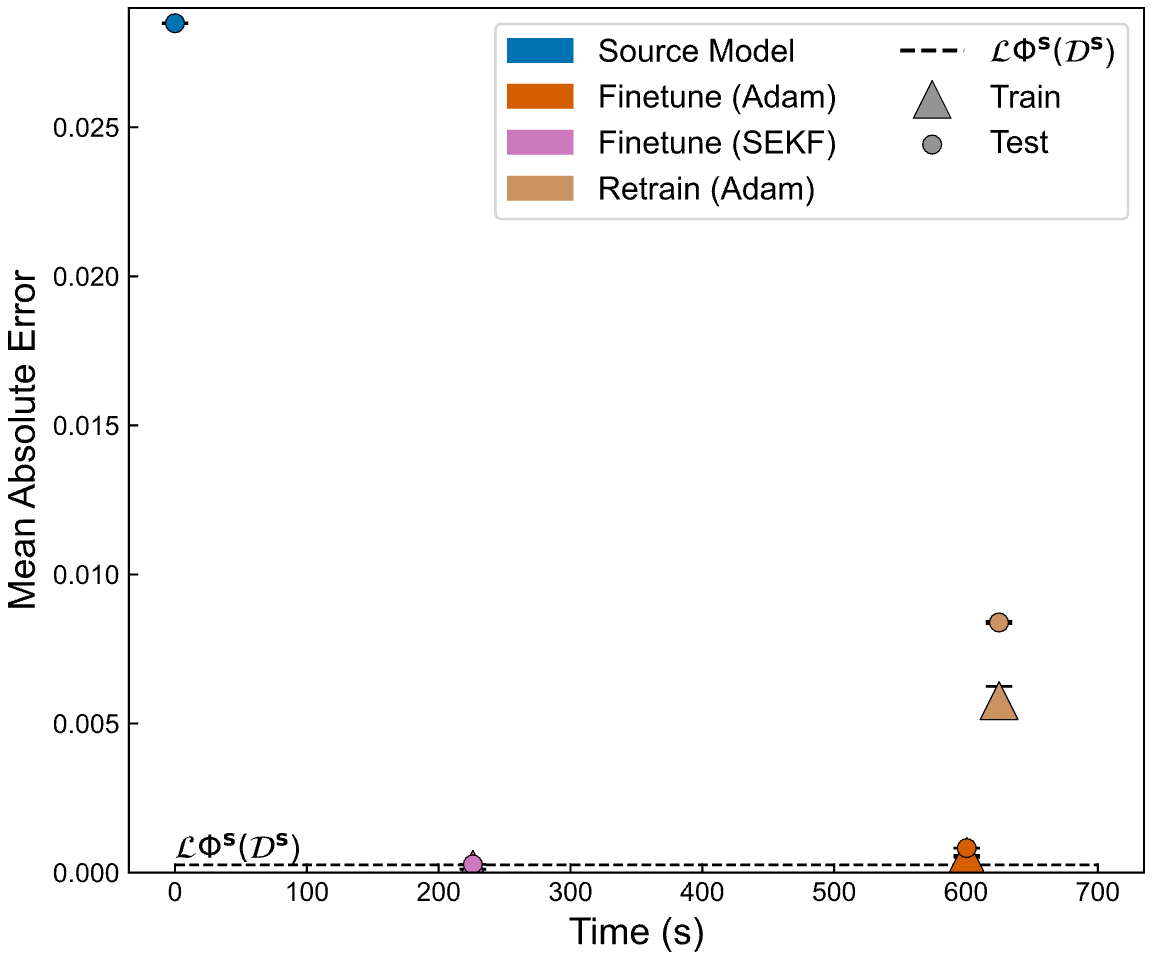 Source Model
Finetune (Adam)
Finetune (SEKF)
Retrain (Adam)
ℒΦˢ(𝒟ˢ)
Train
Test
Mean Absolute Error
0.025
0.020
0.015
0.010
0.005
0.000
ℒΦˢ(𝒟ˢ)
0 100 200 300 400 500 600 700
Time (s)